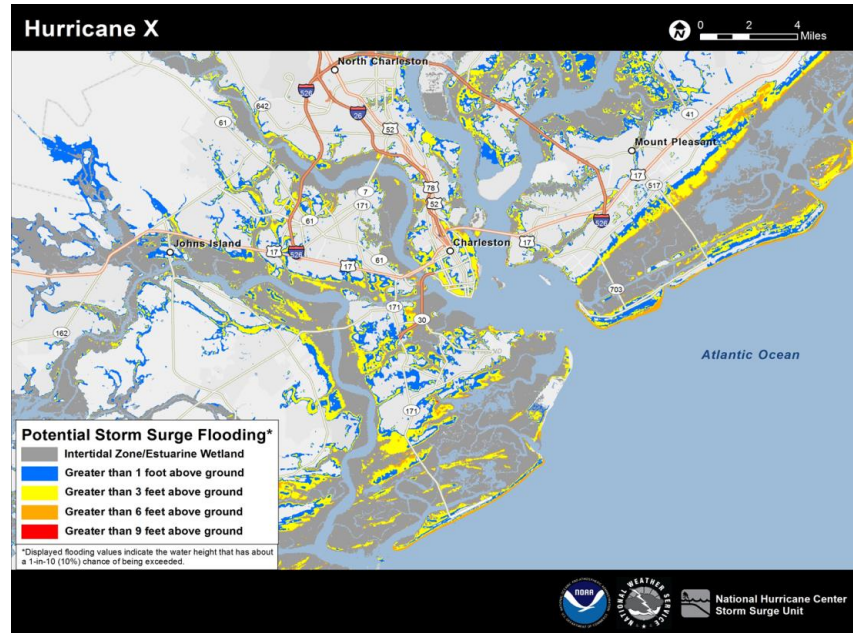 Hurricane X
N
0 2 4
Miles
North Charleston
526
26
642
61
52
41
Mount Pleasant
17
517
7
78
52
171
61
526
Johns Island
17
526
17
61
Charleston
17
703
162
171
30
Atlantic Ocean
171
Potential Storm Surge Flooding*
Intertidal Zone/Estuarine Wetland
Greater than 1 foot above ground
Greater than 3 feet above ground
Greater than 6 feet above ground
Greater than 9 feet above ground
*Displayed flooding values indicate the water height that has about
a 1-in-10 (10%) chance of being exceeded.
NOAA
NATIONAL WEATHER SERVICE
National Hurricane Center
Storm Surge Unit